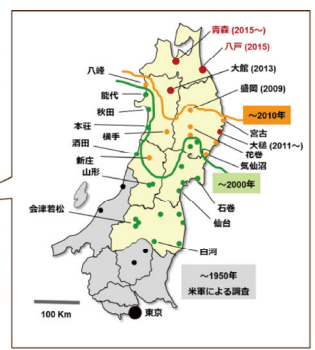 青森 (2015～)
八戸 (2015)
八峰
大館 (2013)
能代
盛岡 (2009)
秋田
～2010年
本荘
宮古
横手
大槌 (2011～)
酒田
花巻
新庄
気仙沼
山形
～2000年
石巻
会津若松
仙台
白河
～1950年
米軍による調査
100 Km
東京